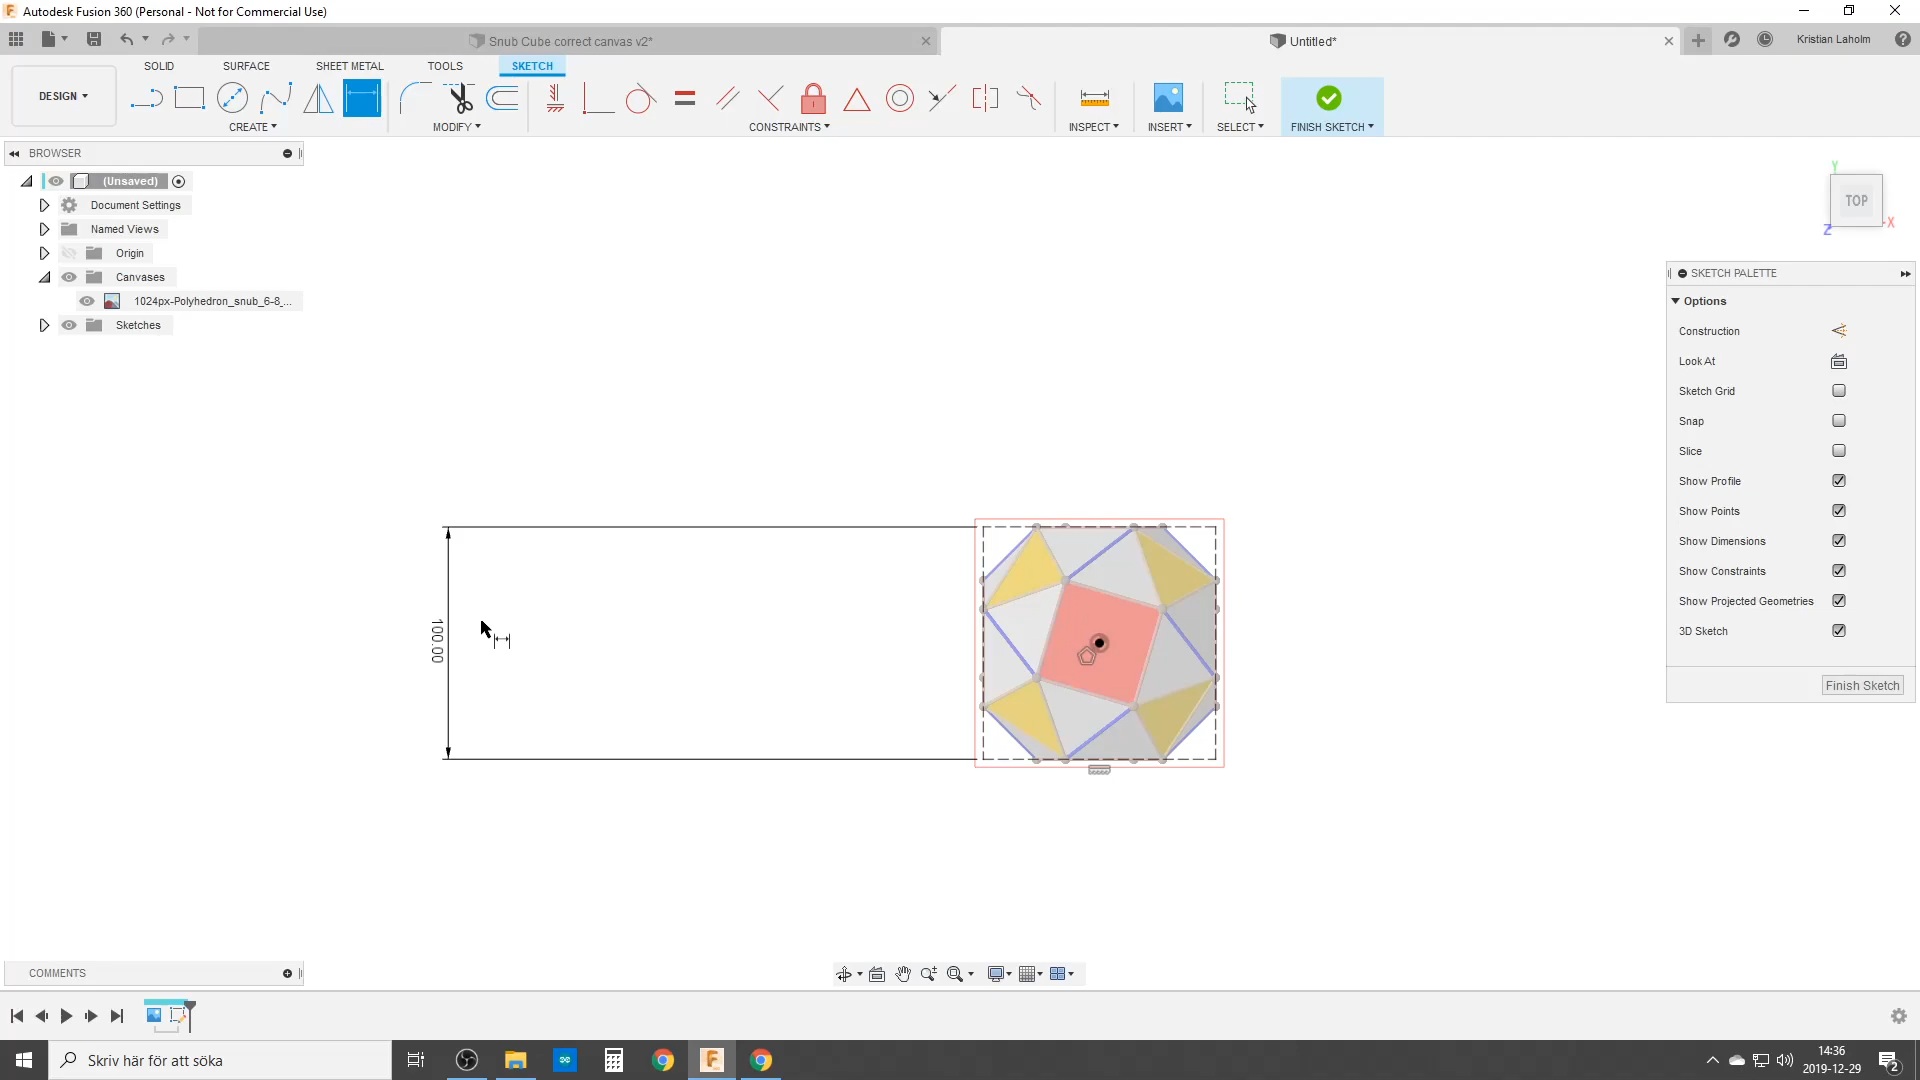 Autodesk Fusion 360 (Personal - Not for Commercial Use)
Snub Cube correct canvas v2*
Untitled*
Kristian Laholm
DESIGN
SOLID
SURFACE
SHEET METAL
TOOLS
SKETCH
CREATE
MODIFY
CONSTRAINTS
INSPECT
INSERT
SELECT
FINISH SKETCH
BROWSER
(Unsaved)
Document Settings
Named Views
Origin
Canvases
1024px-Polyhedron_snub_6-8_...
Sketches
Y
TOP
X
Z
SKETCH PALETTE
Options
Construction
Look At
Sketch Grid
Snap
Slice
Show Profile
Show Points
Show Dimensions
Show Constraints
Show Projected Geometries
3D Sketch
Finish Sketch
100.00
COMMENTS
Skriv här för att söka
14:36
2019-12-29
2